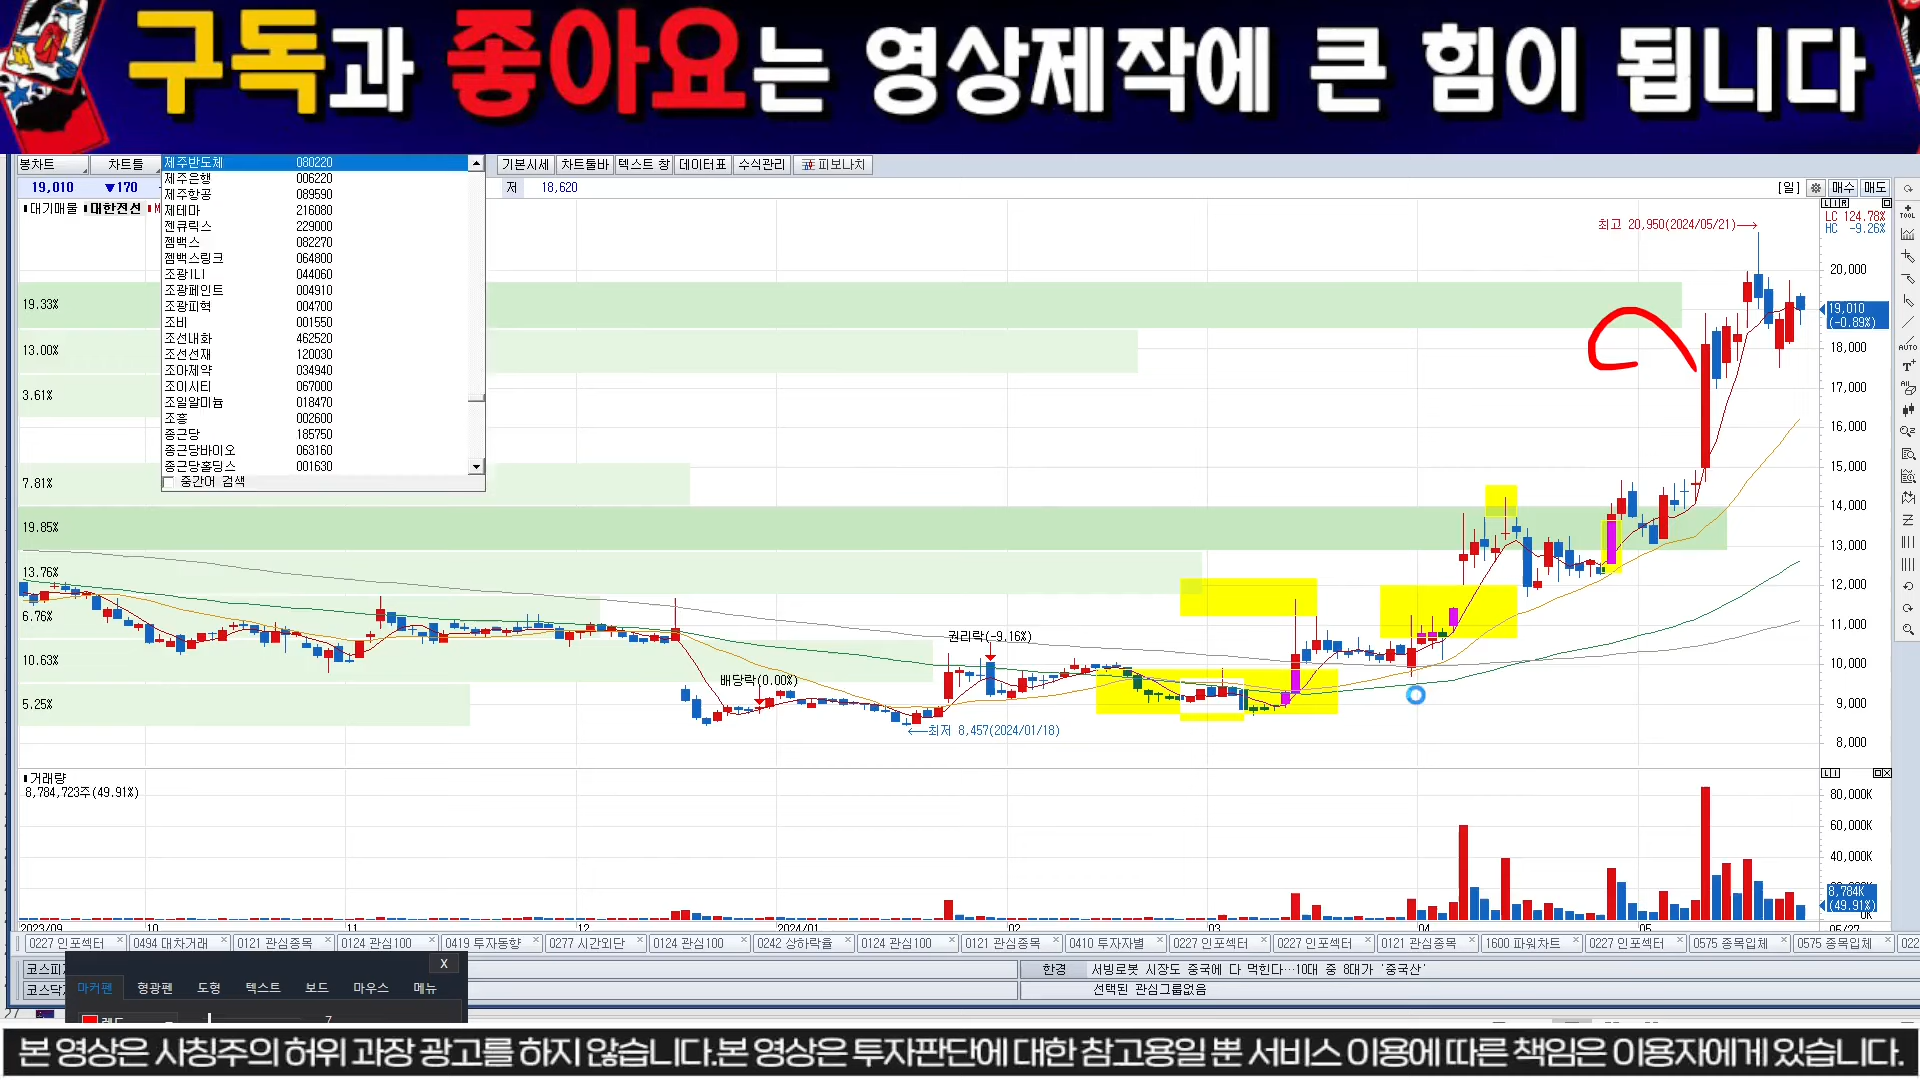 구독과 좋아요는 영상제작에 큰 힘이 됩니다
봉차트 차트툴
기본시세 차트툴바 텍스트 창 데이터표 수식관리 피보나치
19,010 ▼170
저 18,620
[일] 매수 매도
대기매물 대한전선
제주반도체 080220
제주은행 006220
제주항공 089590
제테마 216080
젠큐릭스 229000
젬백스 082270
젬백스링크 064800
조광ILI 044060
조광페인트 004910
조광피혁 004700
조비 001550
조선내화 462520
조선선재 120030
조아제약 034940
조이시티 067000
조일알미늄 018470
조흥 002600
종근당 185750
종근당바이오 063160
종근당홀딩스 001630
중간어 검색
LC 124.78%
HC -9.26%
최고 20,950(2024/05/21)→
20,000
19,010
(-0.89%)
18,000
17,000
16,000
15,000
14,000
13,000
12,000
11,000
10,000
9,000
8,000
19.33%
13.00%
3.61%
7.81%
19.85%
13.76%
6.76%
10.63%
5.25%
권리락(-9.16%)
배당락(0.00%)
←최저 8,457(2024/01/18)
TOOL
AUTO
All
거래량
8,784,723주(49.91%)
80,000K
60,000K
40,000K
8,784K
(49.91%)
0K
2023/09 10 11 12 2024/01 02 03 04 05 05/27
0227 인포섹터 0494 대차거래 0121 관심종목 0124 관심100 0419 투자동향 0277 시간외단 0124 관심100 0242 상하락율 0124 관심100 0121 관심종목 0410 투자자별 0227 인포섹터 0227 인포섹터 0121 관심종목 1600 파워차트 0227 인포섹터 0575 종목입체 0575 종목입체 022
한경 서빙로봇 시장도 중국에 다 먹힌다…10대 중 8대가 '중국산'
선택된 관심그룹없음
X
마커펜 형광펜 도형 텍스트 보드 마우스 메뉴
7
본 영상은 사칭주의 허위 과장 광고를 하지 않습니다.본 영상은 투자판단에 대한 참고용일 뿐 서비스 이용에 따른 책임은 이용자에게 있습니다.